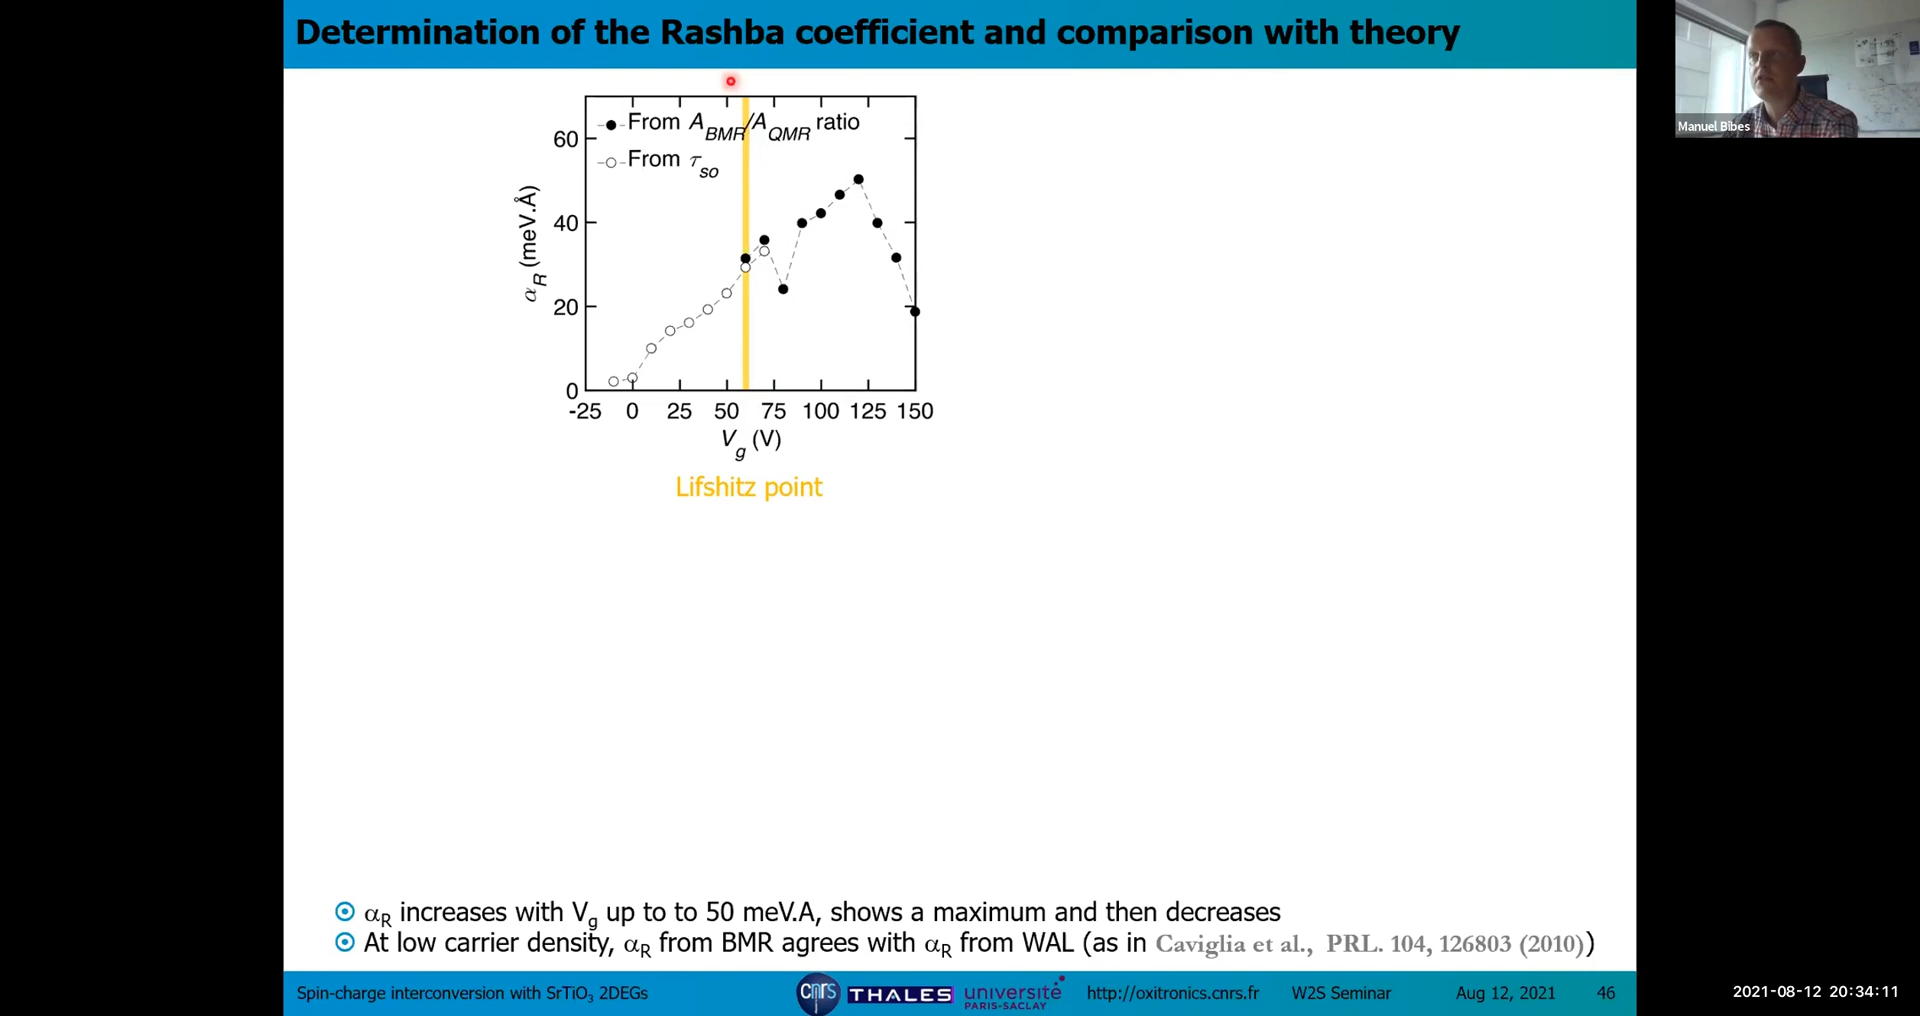 Determination of the Rashba coefficient and comparison with theory
Manuel Bibes
From A_BMR/A_QMR ratio
From τ_so
60
40
20
0
α_R (meV.Å)
-25 0 25 50 75 100 125 150
V_g (V)
Lifshitz point
α_R increases with V_g up to to 50 meV.A, shows a maximum and then decreases
At low carrier density, α_R from BMR agrees with α_R from WAL (as in Caviglia et al., PRL. 104, 126803 (2010))
Spin-charge interconversion with SrTiO₃ 2DEGs
cnrs
THALES
université
PARIS-SACLAY
http://oxitronics.cnrs.fr
W2S Seminar
Aug 12, 2021
46
2021-08-12 20:34:11